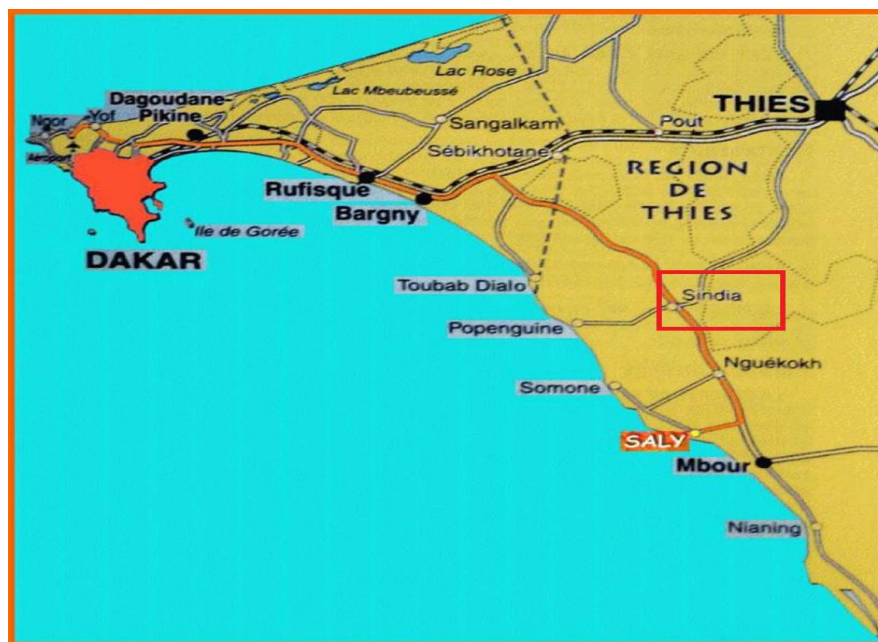 Lac Rose
Lac Mbeubeussé
Dagoudane-
Pikine
THIES
Ngor
Yof
Sangalkam
Pout
Aéroport
Sébikhotane
REGION
DE
THIES
Rufisque
Bargny
Ile de Gorée
DAKAR
Toubab Dialo
Sindia
Popenguine
Nguékokh
Somone
SALY
Mbour
Nianing